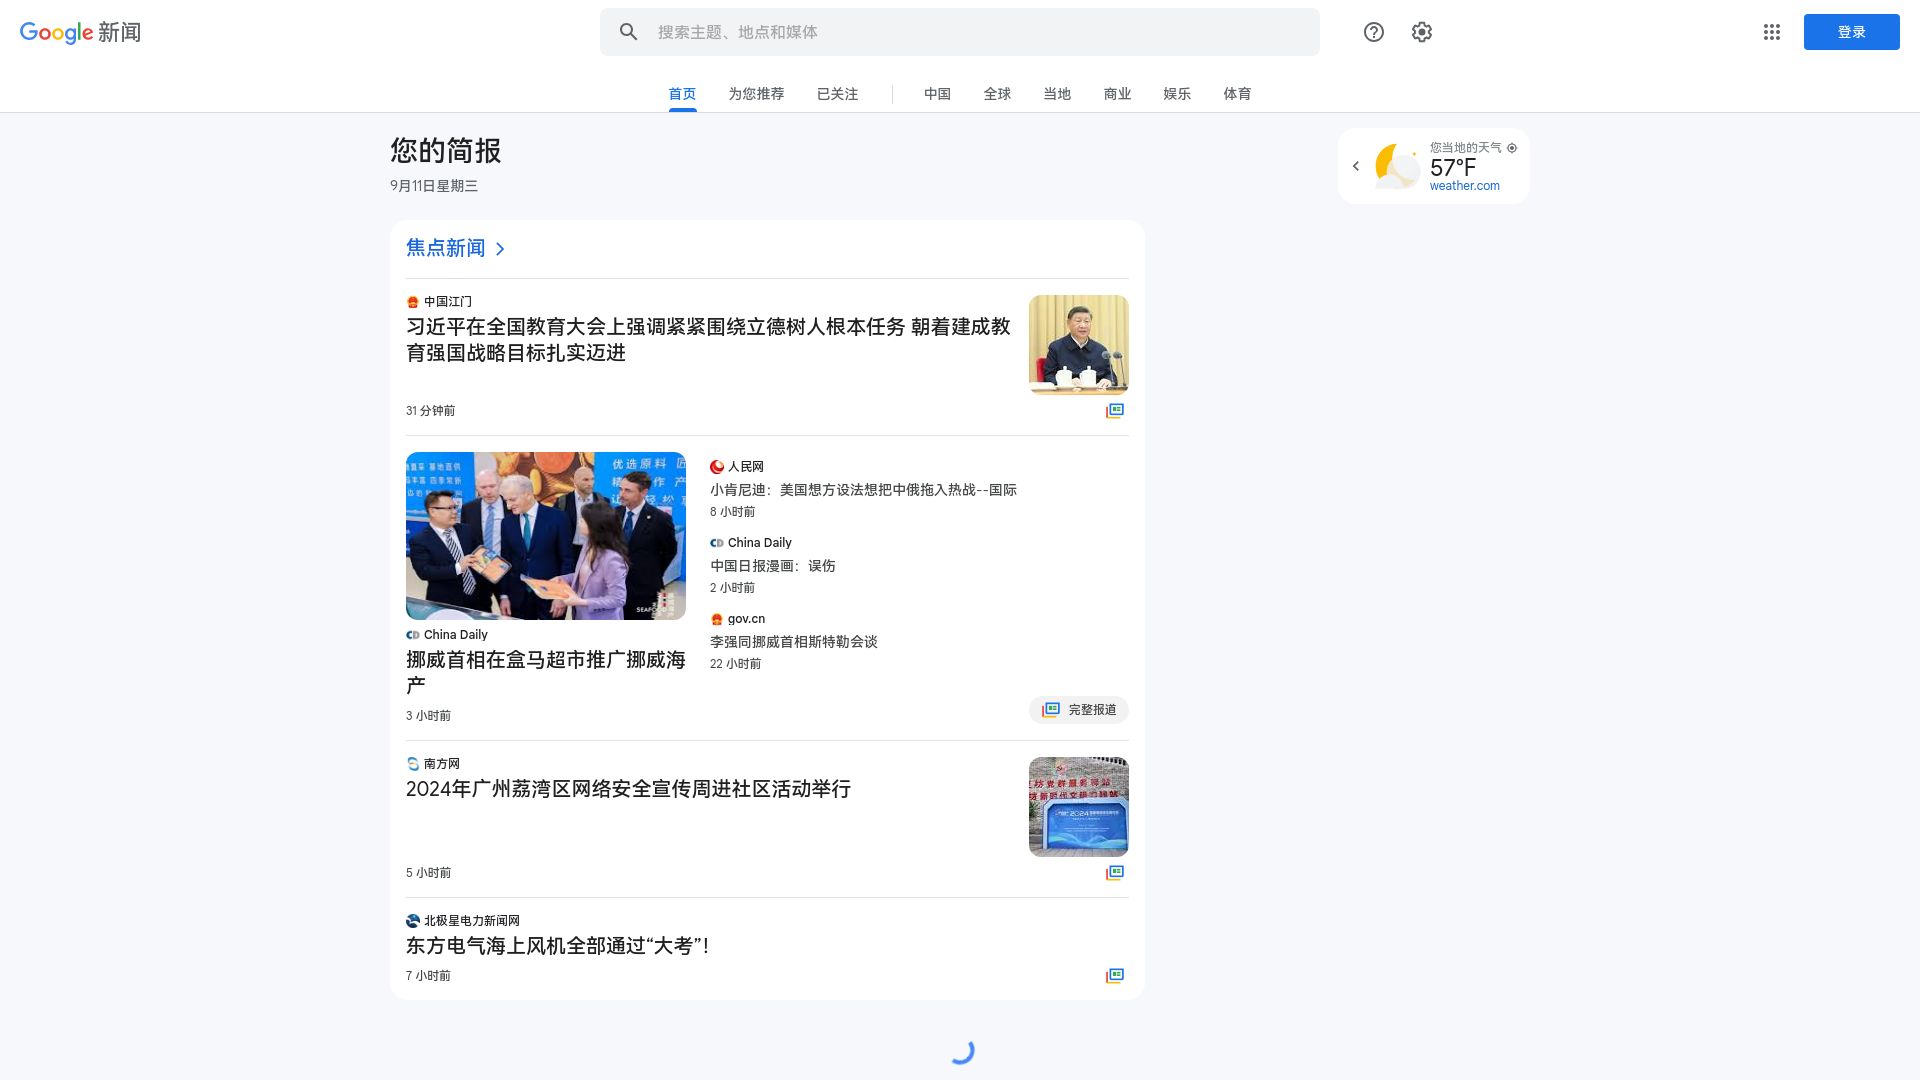 Google 新闻
搜索主题、地点和媒体
登录
首页
为您推荐
已关注
中国
全球
当地
商业
娱乐
体育
您的简报
9月11日星期三
您当地的天气
57°F
weather.com
焦点新闻
中国江门
习近平在全国教育大会上强调紧紧围绕立德树人根本任务 朝着建成教
育强国战略目标扎实迈进
31 分钟前
优选原料 匠
SEAFOOD
China Daily
挪威首相在盒马超市推广挪威海
产
3 小时前
人民网
小肯尼迪：美国想方设法想把中俄拖入热战--国际
8 小时前
China Daily
中国日报漫画：误伤
2 小时前
gov.cn
李强同挪威首相斯特勒会谈
22 小时前
完整报道
南方网
2024年广州荔湾区网络安全宣传周进社区活动举行
2024
5 小时前
北极星电力新闻网
东方电气海上风机全部通过“大考”！
7 小时前